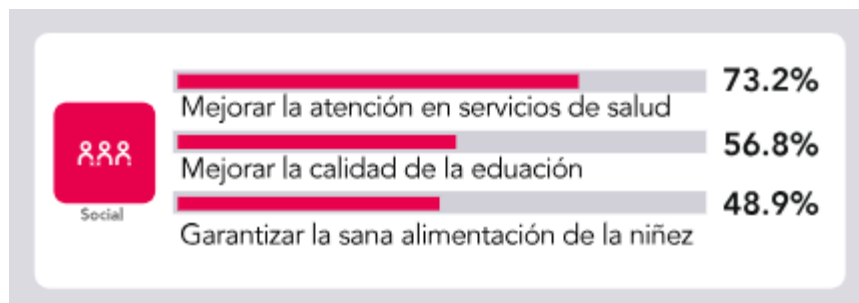 73.2%
Mejorar la atención en servicios de salud
56.8%
Mejorar la calidad de la eduación
48.9%
Garantizar la sana alimentación de la niñez
Social